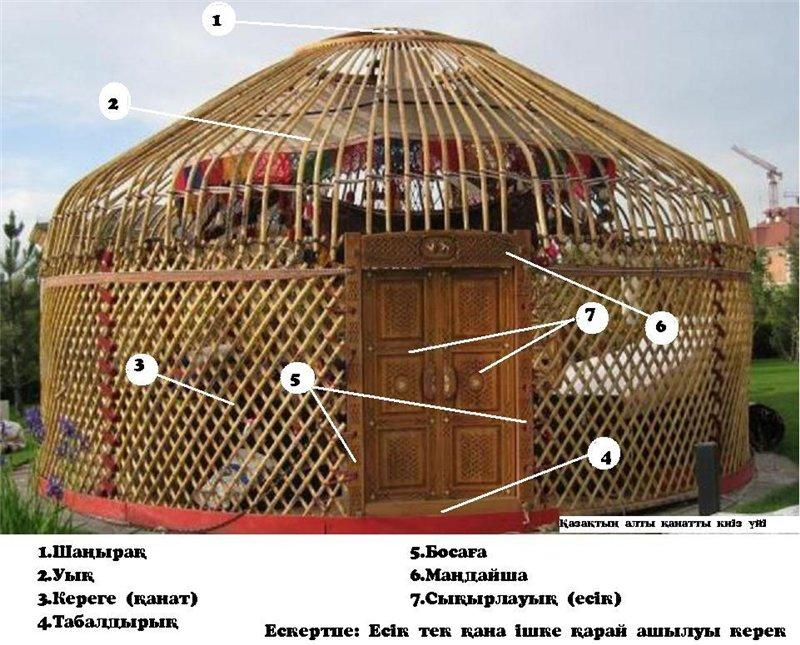 1
2
3
5
7
6
4
Қазақтың алты қанатты киіз үйі
1.Шаңырақ
2.Уық
3.Кереге (қанат)
4.Табалдырық
5.Босаға
6.Маңдайша
7.Сықырлауық (есік)
Ескертпе: Есік тек қана ішке қарай ашылуы керек